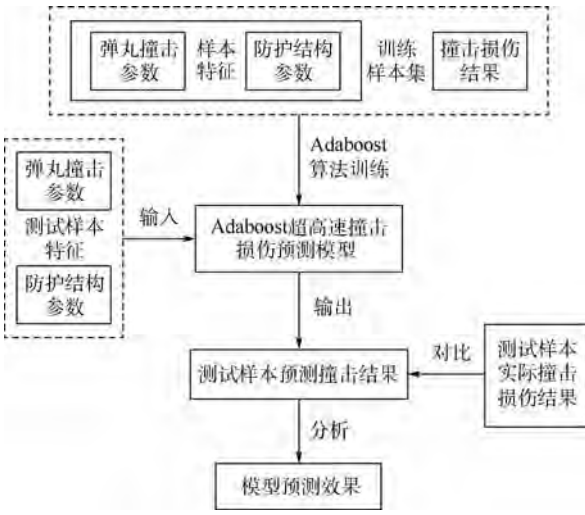 弹丸撞击
参数
样本
特征
防护结构
参数
训练
样本集
撞击损伤
结果
Adaboost
算法训练
弹丸撞击
参数
测试样本
特征
防护结构
参数
输入
Adaboost超高速撞击
损伤预测模型
输出
测试样本预测撞击结果
对比
测试样本
实际撞击
损伤结果
分析
模型预测效果